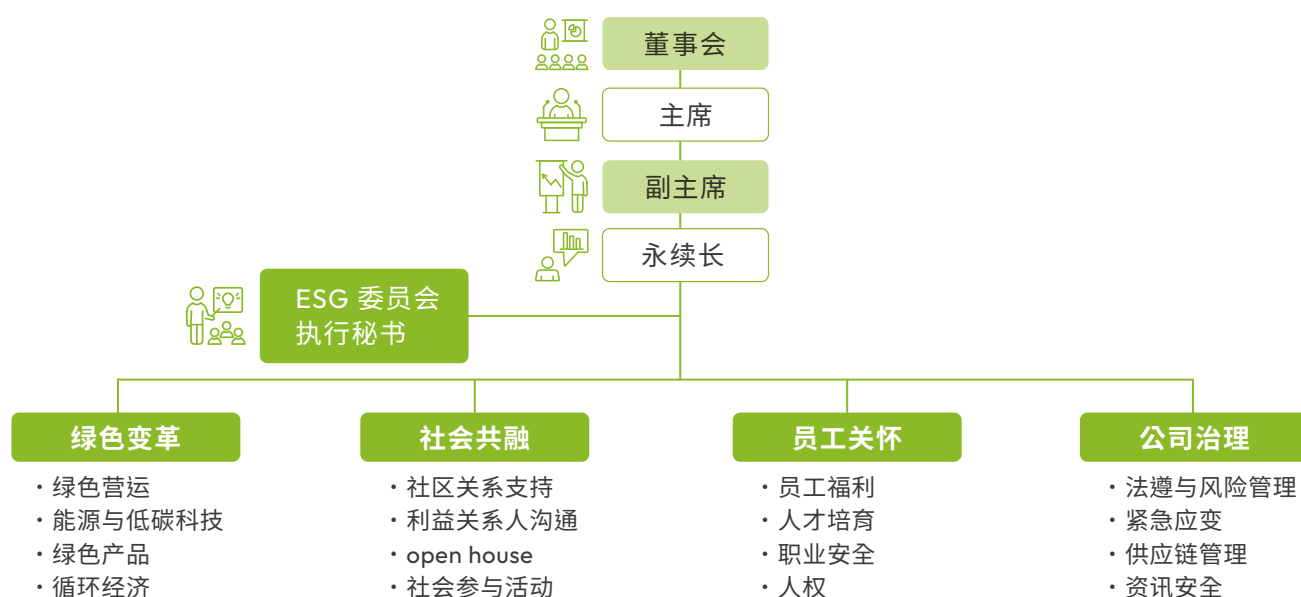 董事会
主席
副主席
永续长
ESG 委员会
执行秘书
绿色变革
・绿色营运
・能源与低碳科技
・绿色产品
・循环经济
社会共融
・社区关系支持
・利益关系人沟通
・open house
・社会参与活动
员工关怀
・员工福利
・人才培育
・职业安全
・人权
公司治理
・法遵与风险管理
・紧急应变
・供应链管理
・资讯安全